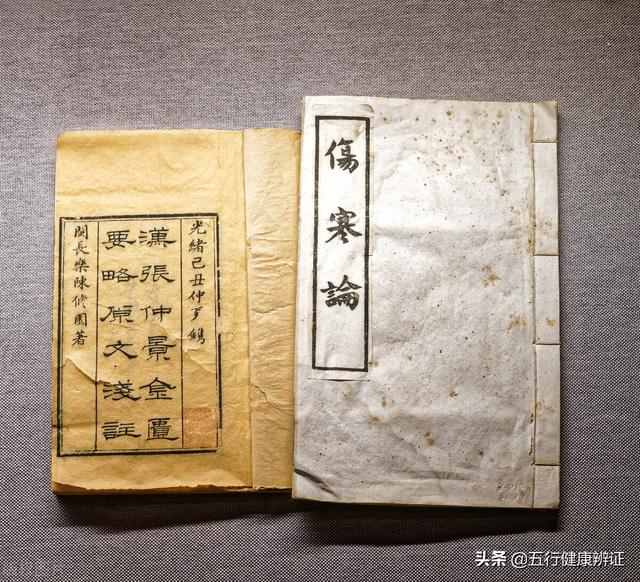 光緒己丑仲鐫
漢張仲景金匱
要略原文淺註
閩長樂陳修園著
傷寒論
头条 @五行健康辨证